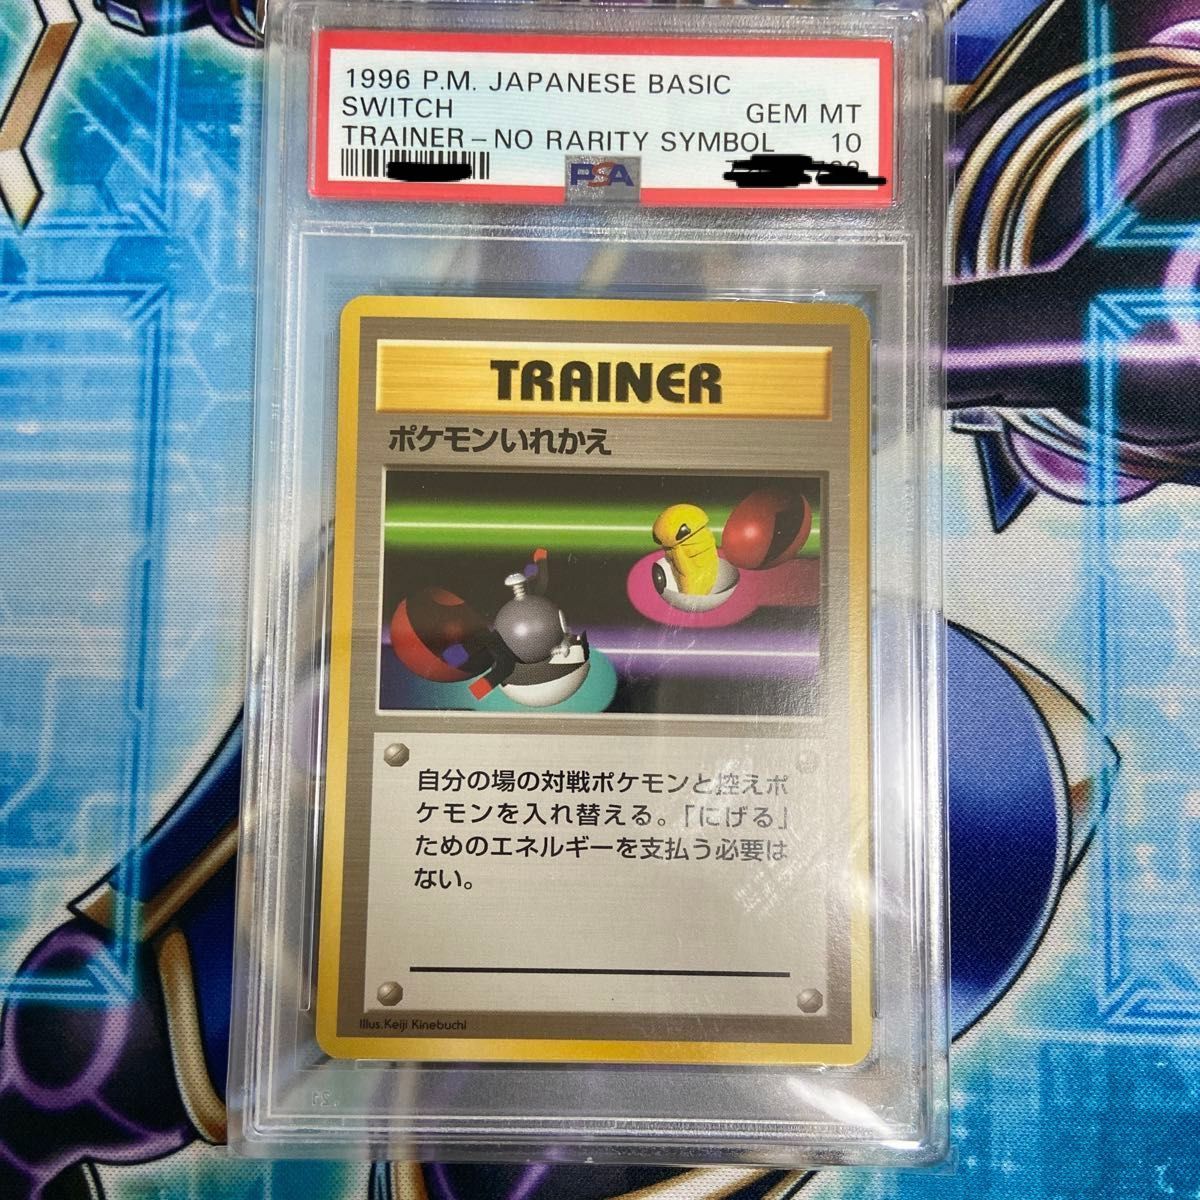 1996 P.M. JAPANESE BASIC
SWITCH GEM MT
TRAINER – NO RARITY SYMBOL 10
PSA
TRAINER
ポケモンいれかえ
自分の場の対戦ポケモンと控えポ
ケモンを入れ替える。「にげる」
ためのエネルギーを支払う必要は
ない。
Illus. Keiji Kinebuchi